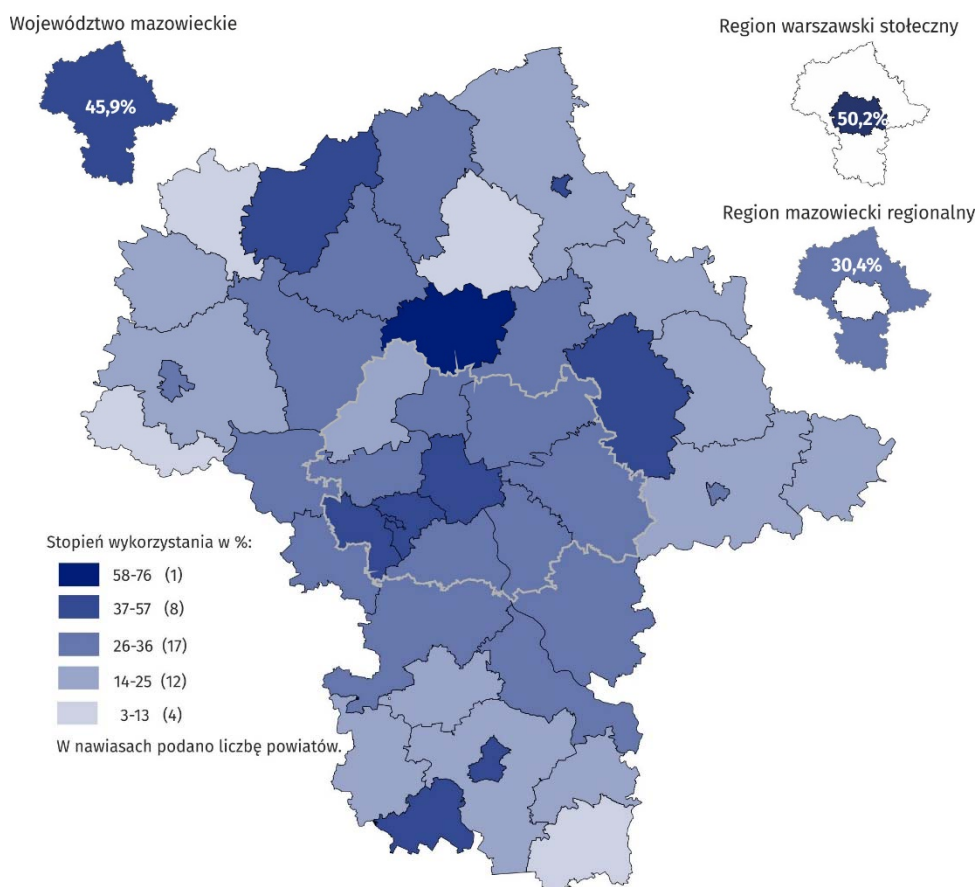 Województwo mazowieckie
45,9%
Region warszawski stołeczny
50,2%
Region mazowiecki regionalny
30,4%
Stopień wykorzystania w %:
58-76 (1)
37-57 (8)
26-36 (17)
14-25 (12)
3-13 (4)
W nawiasach podano liczbę powiatów.